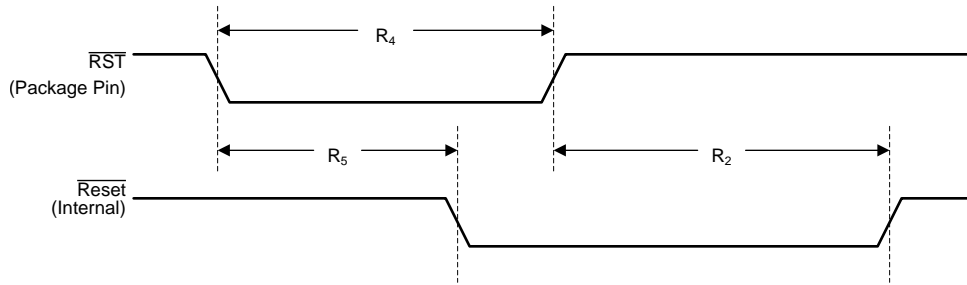 R₄
RST
(Package Pin)
R₅
R₂
Reset
(Internal)